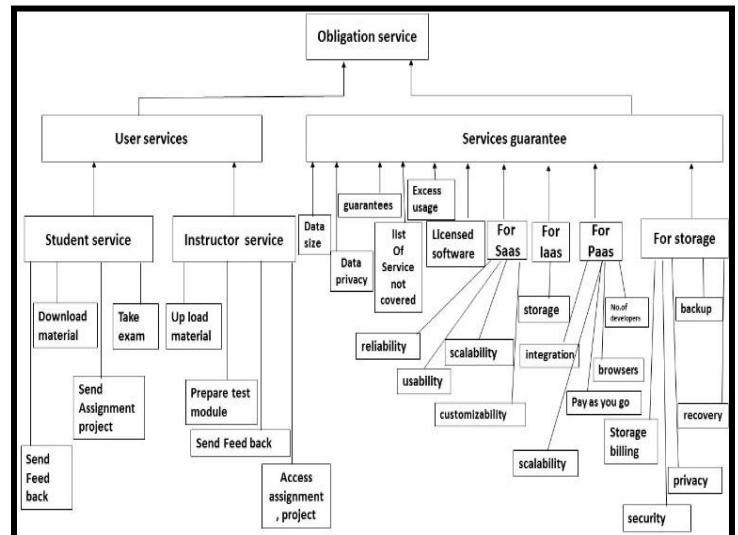 Obligation service
User services
Services guarantee
Student service
Instructor service
Data
size
Data
privacy
guarantees
list
Of
Service
not
covered
Excess
usage
Licensed
software
For
Saas
For
Iaas
For
Paas
For storage
Download
material
Take
exam
Up load
material
Send
Assignment
project
Send
Feed
back
Prepare test
module
Send Feed back
Access
assignment
, project
reliability
usability
scalability
customizability
storage
integration
scalability
Pay as you go
browsers
No.of
developers
Storage
billing
security
privacy
backup
recovery